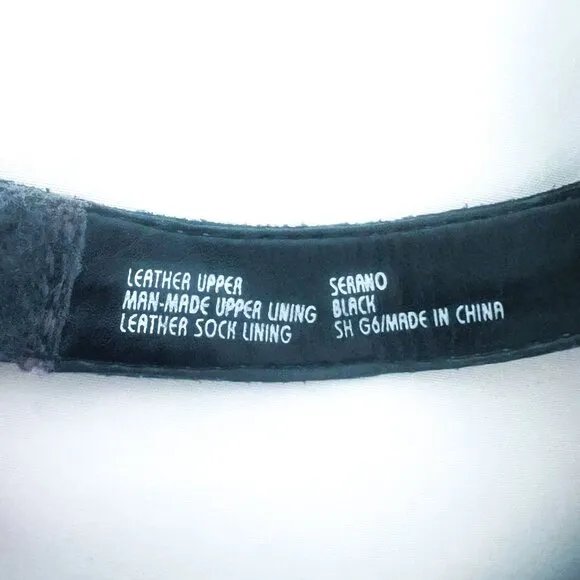 LEATHER UPPER
MAN-MADE UPPER LINING
LEATHER SOCK LINING
SERANO
BLACK
SH G6/MADE IN CHINA